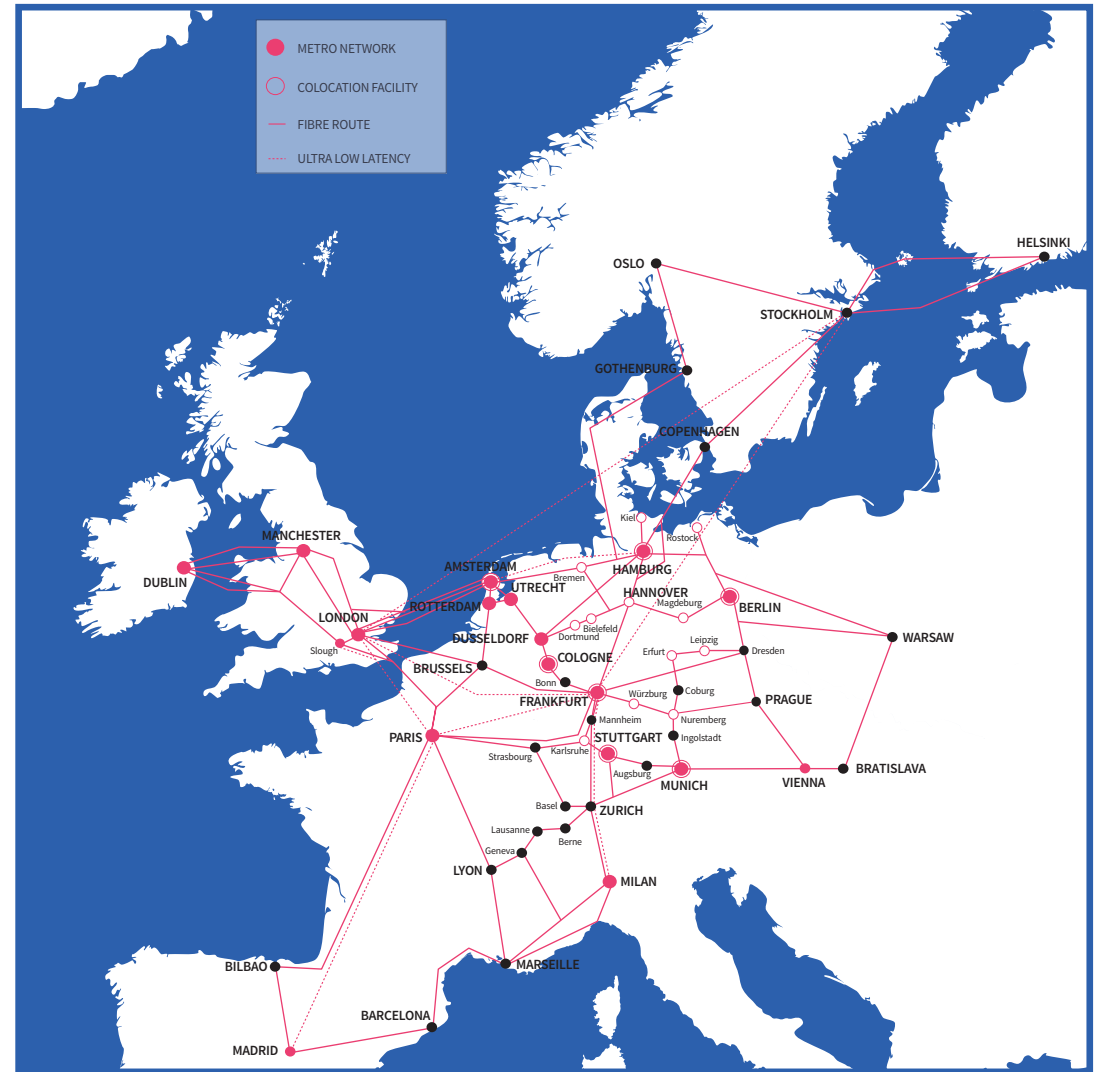 METRO NETWORK
COLOCATION FACILITY
FIBRE ROUTE
ULTRA LOW LATENCY
HELSINKI
OSLO
STOCKHOLM
GOTHENBURG
COPENHAGEN
Kiel
Rostock
MANCHESTER
DUBLIN
AMSTERDAM
HAMBURG
Bremen
UTRECHT
HANNOVER
ROTTERDAM
Magdeburg
BERLIN
LONDON
Bielefeld
DUSSELDORF
Dortmund
WARSAW
Slough
Leipzig
Erfurt
Dresden
COLOGNE
BRUSSELS
Bonn
Coburg
Würzburg
FRANKFURT
PRAGUE
Mannheim
Nuremberg
PARIS
STUTTGART
Ingolstadt
Karlsruhe
Strasbourg
Augsburg
MUNICH
VIENNA
BRATISLAVA
Basel
ZURICH
Lausanne
Berne
Geneva
LYON
MILAN
BILBAO
MARSEILLE
BARCELONA
MADRID